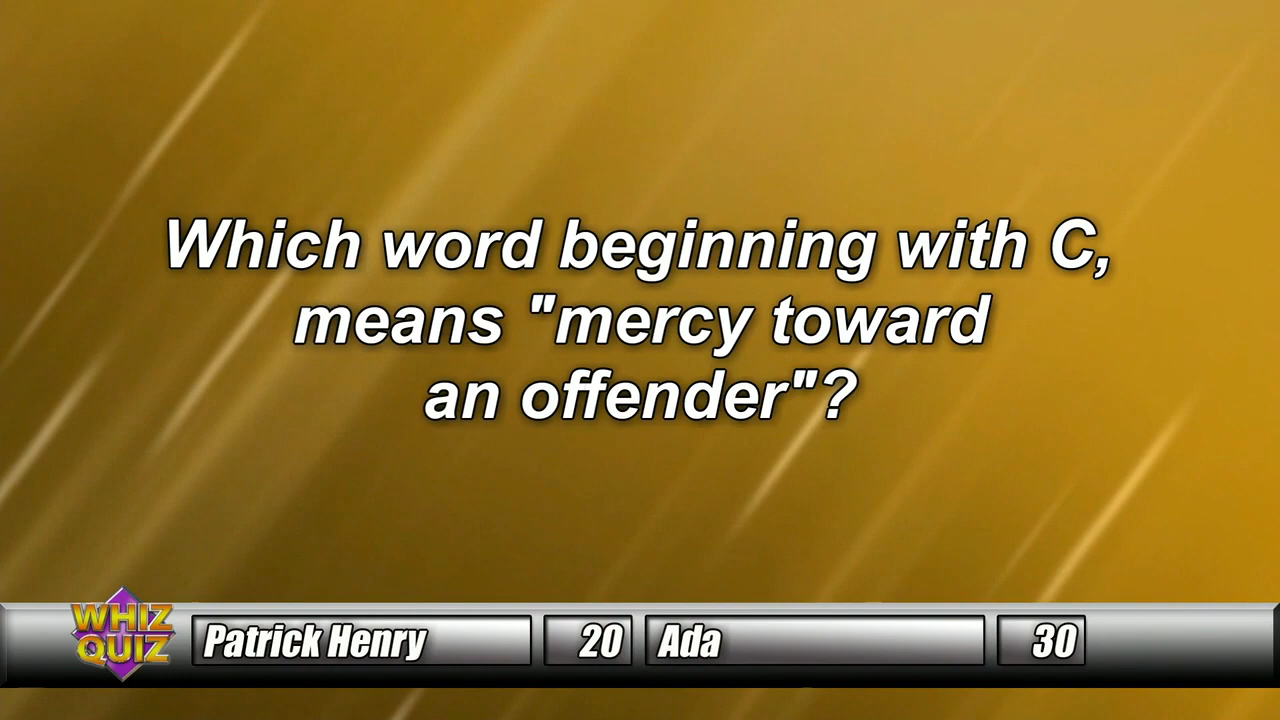 Which word beginning with C,
means "mercy toward
an offender"?
WHIZ
QUIZ
Patrick Henry 20 Ada 30